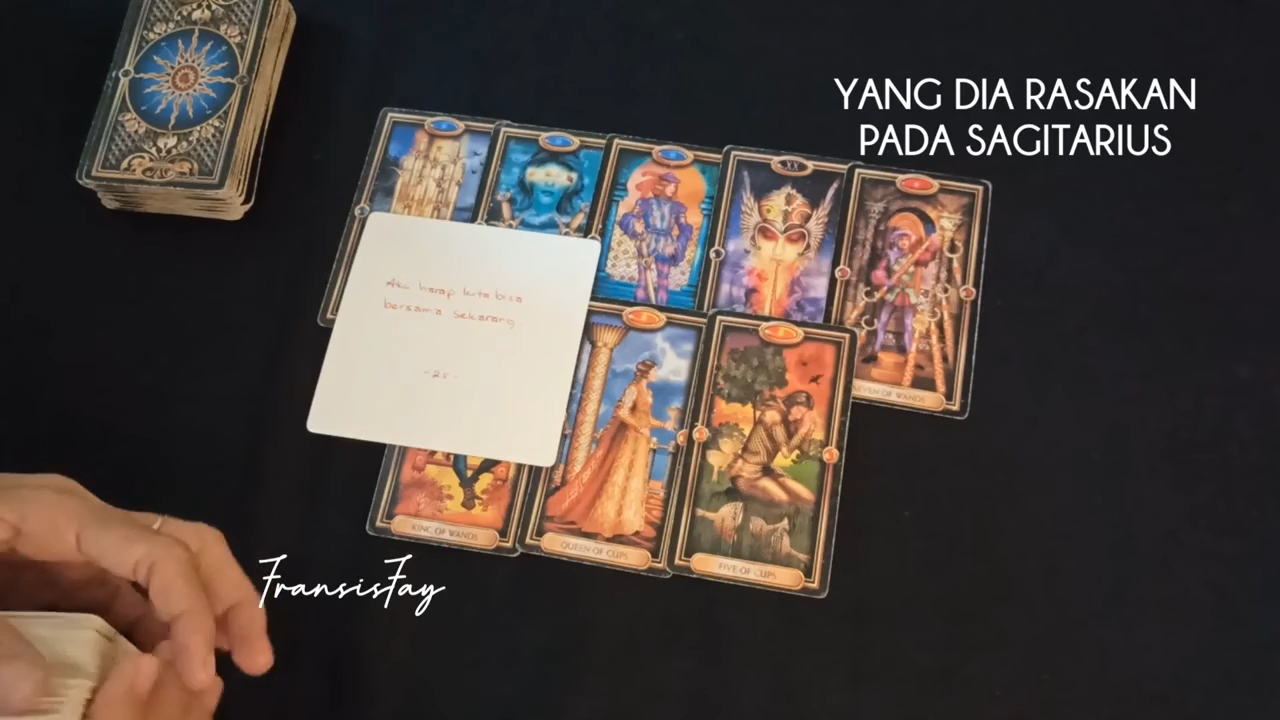 YANG DIA RASAKAN
PADA SAGITARIUS
XX
Aku harap kita bisa
bersama sekarang.
SEVEN OF WANDS
KING OF WANDS
QUEEN OF CUPS
FIVE OF CUPS
FransisFay